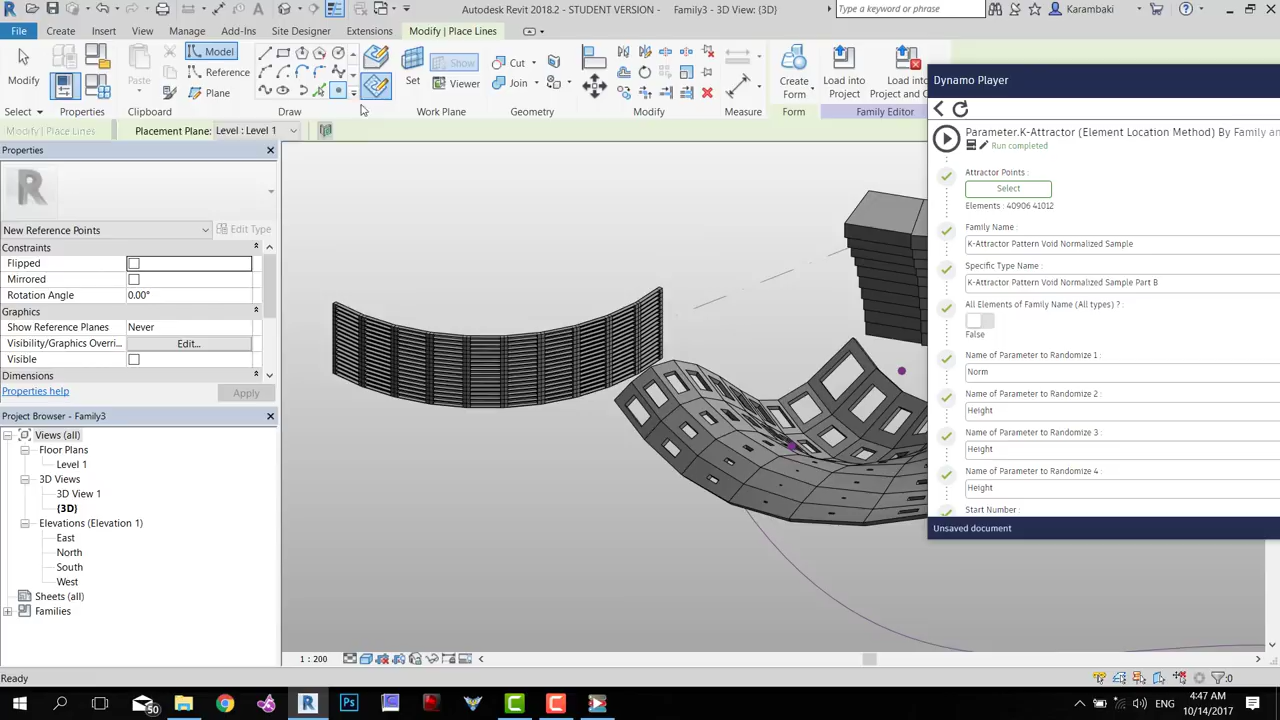 Autodesk Revit 2018.2 - STUDENT VERSION - Family3 - 3D View: {3D}
Type a keyword or phrase
Karambaki
File
Create
Insert
View
Manage
Add-Ins
Site Designer
Extensions
Modify | Place Lines
Modify
Paste
Model
Reference
Plane
Set
Show
Viewer
Cut
Join
Create
Form
Load into
Project
Load into
Project and C
Select
Properties
Clipboard
Draw
Work Plane
Geometry
Modify
Measure
Form
Family Editor
Modify | Place Lines
Placement Plane:
Level : Level 1
Properties
New Reference Points
Edit Type
Constraints
Flipped
Mirrored
Rotation Angle
0.00°
Graphics
Show Reference Planes
Never
Visibility/Graphics Overri...
Edit...
Visible
Dimensions
Properties help
Apply
Project Browser - Family3
Views (all)
Floor Plans
Level 1
3D Views
3D View 1
{3D}
Elevations (Elevation 1)
East
North
South
West
Sheets (all)
Families
Dynamo Player
Parameter.K-Attractor (Element Location Method) By Family an
Run completed
Attractor Points :
Select
Elements : 40906 41012
Family Name :
K-Attractor Pattern Void Normalized Sample
Specific Type Name :
K-Attractor Pattern Void Normalized Sample Part B
All Elements of Family Name (All types) ? :
False
Name of Parameter to Randomize 1 :
Norm
Name of Parameter to Randomize 2 :
Height
Name of Parameter to Randomize 3 :
Height
Name of Parameter to Randomize 4 :
Height
Start Number :
Unsaved document
1 : 200
Ready
:0
50
4:47 AM
10/14/2017